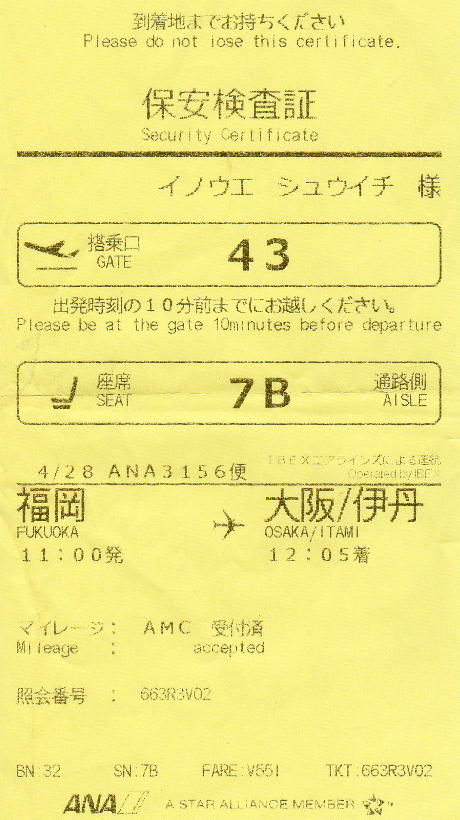 到着地までお持ちください
Please do not lose this certificate.
保安検査証
Security Certificate
イノウエ シュウイチ 様
搭乗口 43
GATE
出発時刻の10分前までにお越しください。
Please be at the gate 10minutes before departure
座席 7B 通路側
SEAT AISLE
IBEXエアラインズによる運航
4/28 ANA3156便 Operated by IBEX
福岡 大阪/伊丹
FUKUOKA OSAKA/ITAMI
11:00発 12:05着
マイレージ: AMC 受付済
Mileage : accepted
照会番号 : 663R3V02
BN:32 SN:7B FARE:V55I TKT:663R3V02
ANA A STAR ALLIANCE MEMBER